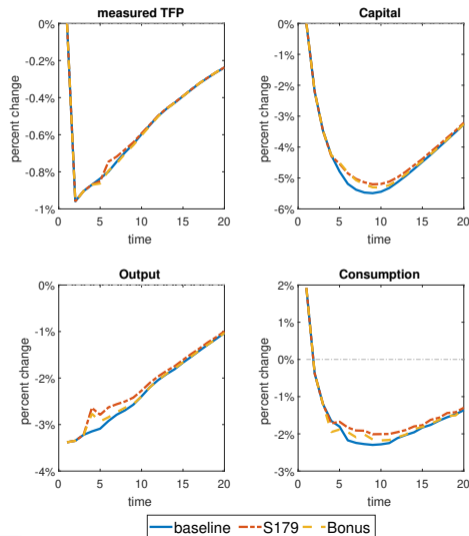 measured TFP
0%
-0.2%
-0.4%
-0.6%
-0.8%
-1%
percent change
0 5 10 15 20
time
Capital
0%
-1%
-2%
-3%
-4%
-5%
-6%
percent change
0 5 10 15 20
time
Output
0%
-1%
-2%
-3%
-4%
percent change
0 5 10 15 20
time
Consumption
2%
1%
0%
-1%
-2%
-3%
percent change
0 5 10 15 20
time
baseline S179 Bonus